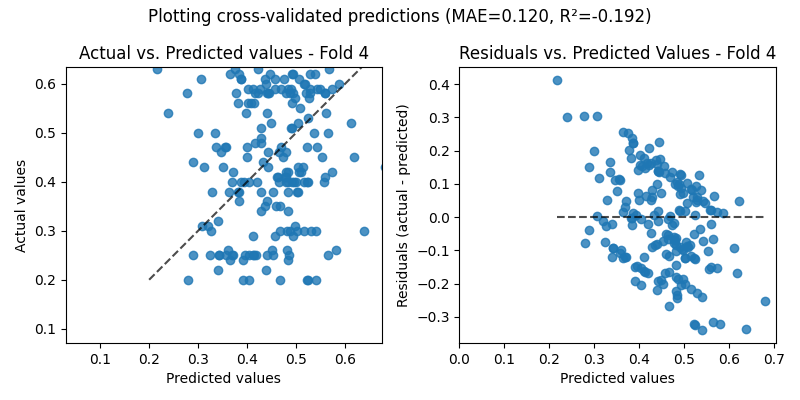 Plotting cross-validated predictions (MAE=0.120, R²=-0.192)
Actual vs. Predicted values - Fold 4
Actual values
0.6
0.5
0.4
0.3
0.2
0.1
0.1 0.2 0.3 0.4 0.5 0.6
Predicted values
Residuals vs. Predicted Values - Fold 4
Residuals (actual - predicted)
0.4
0.3
0.2
0.1
0.0
−0.1
−0.2
−0.3
0.0 0.1 0.2 0.3 0.4 0.5 0.6 0.7
Predicted values